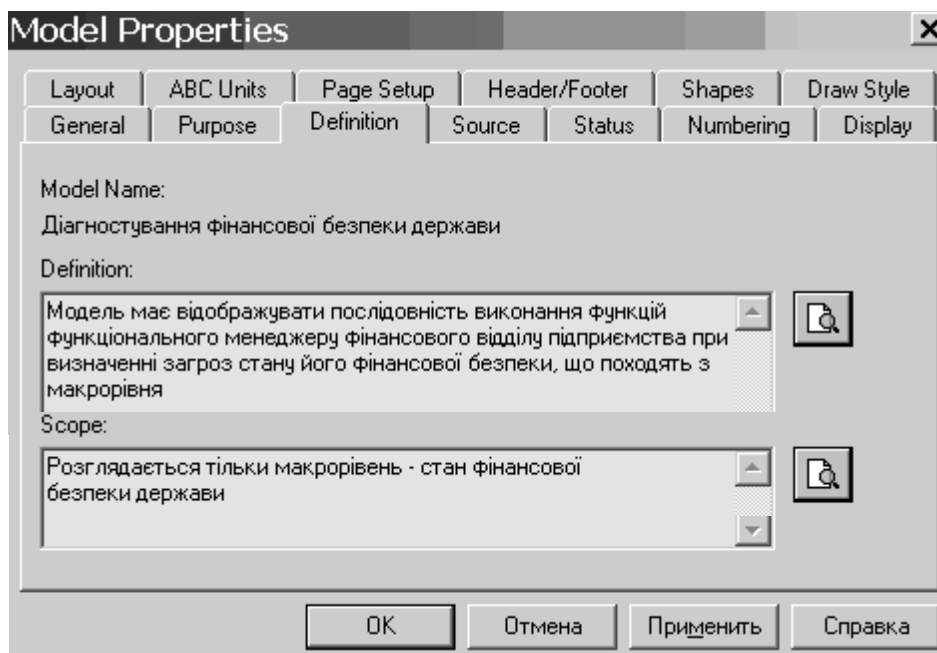 Model Properties
Layout ABC Units Page Setup Header/Footer Shapes Draw Style
General Purpose Definition Source Status Numbering Display
Model Name:
Діагностування фінансової безпеки держави
Definition:
Модель має відображувати послідовність виконання функцій
функціонального менеджеру фінансового відділу підприємства при
визначенні загроз стану його фінансової безпеки, що походять з
макрорівня
Scope:
Розглядається тільки макрорівень - стан фінансової
безпеки держави
OK Отмена Применить Справка